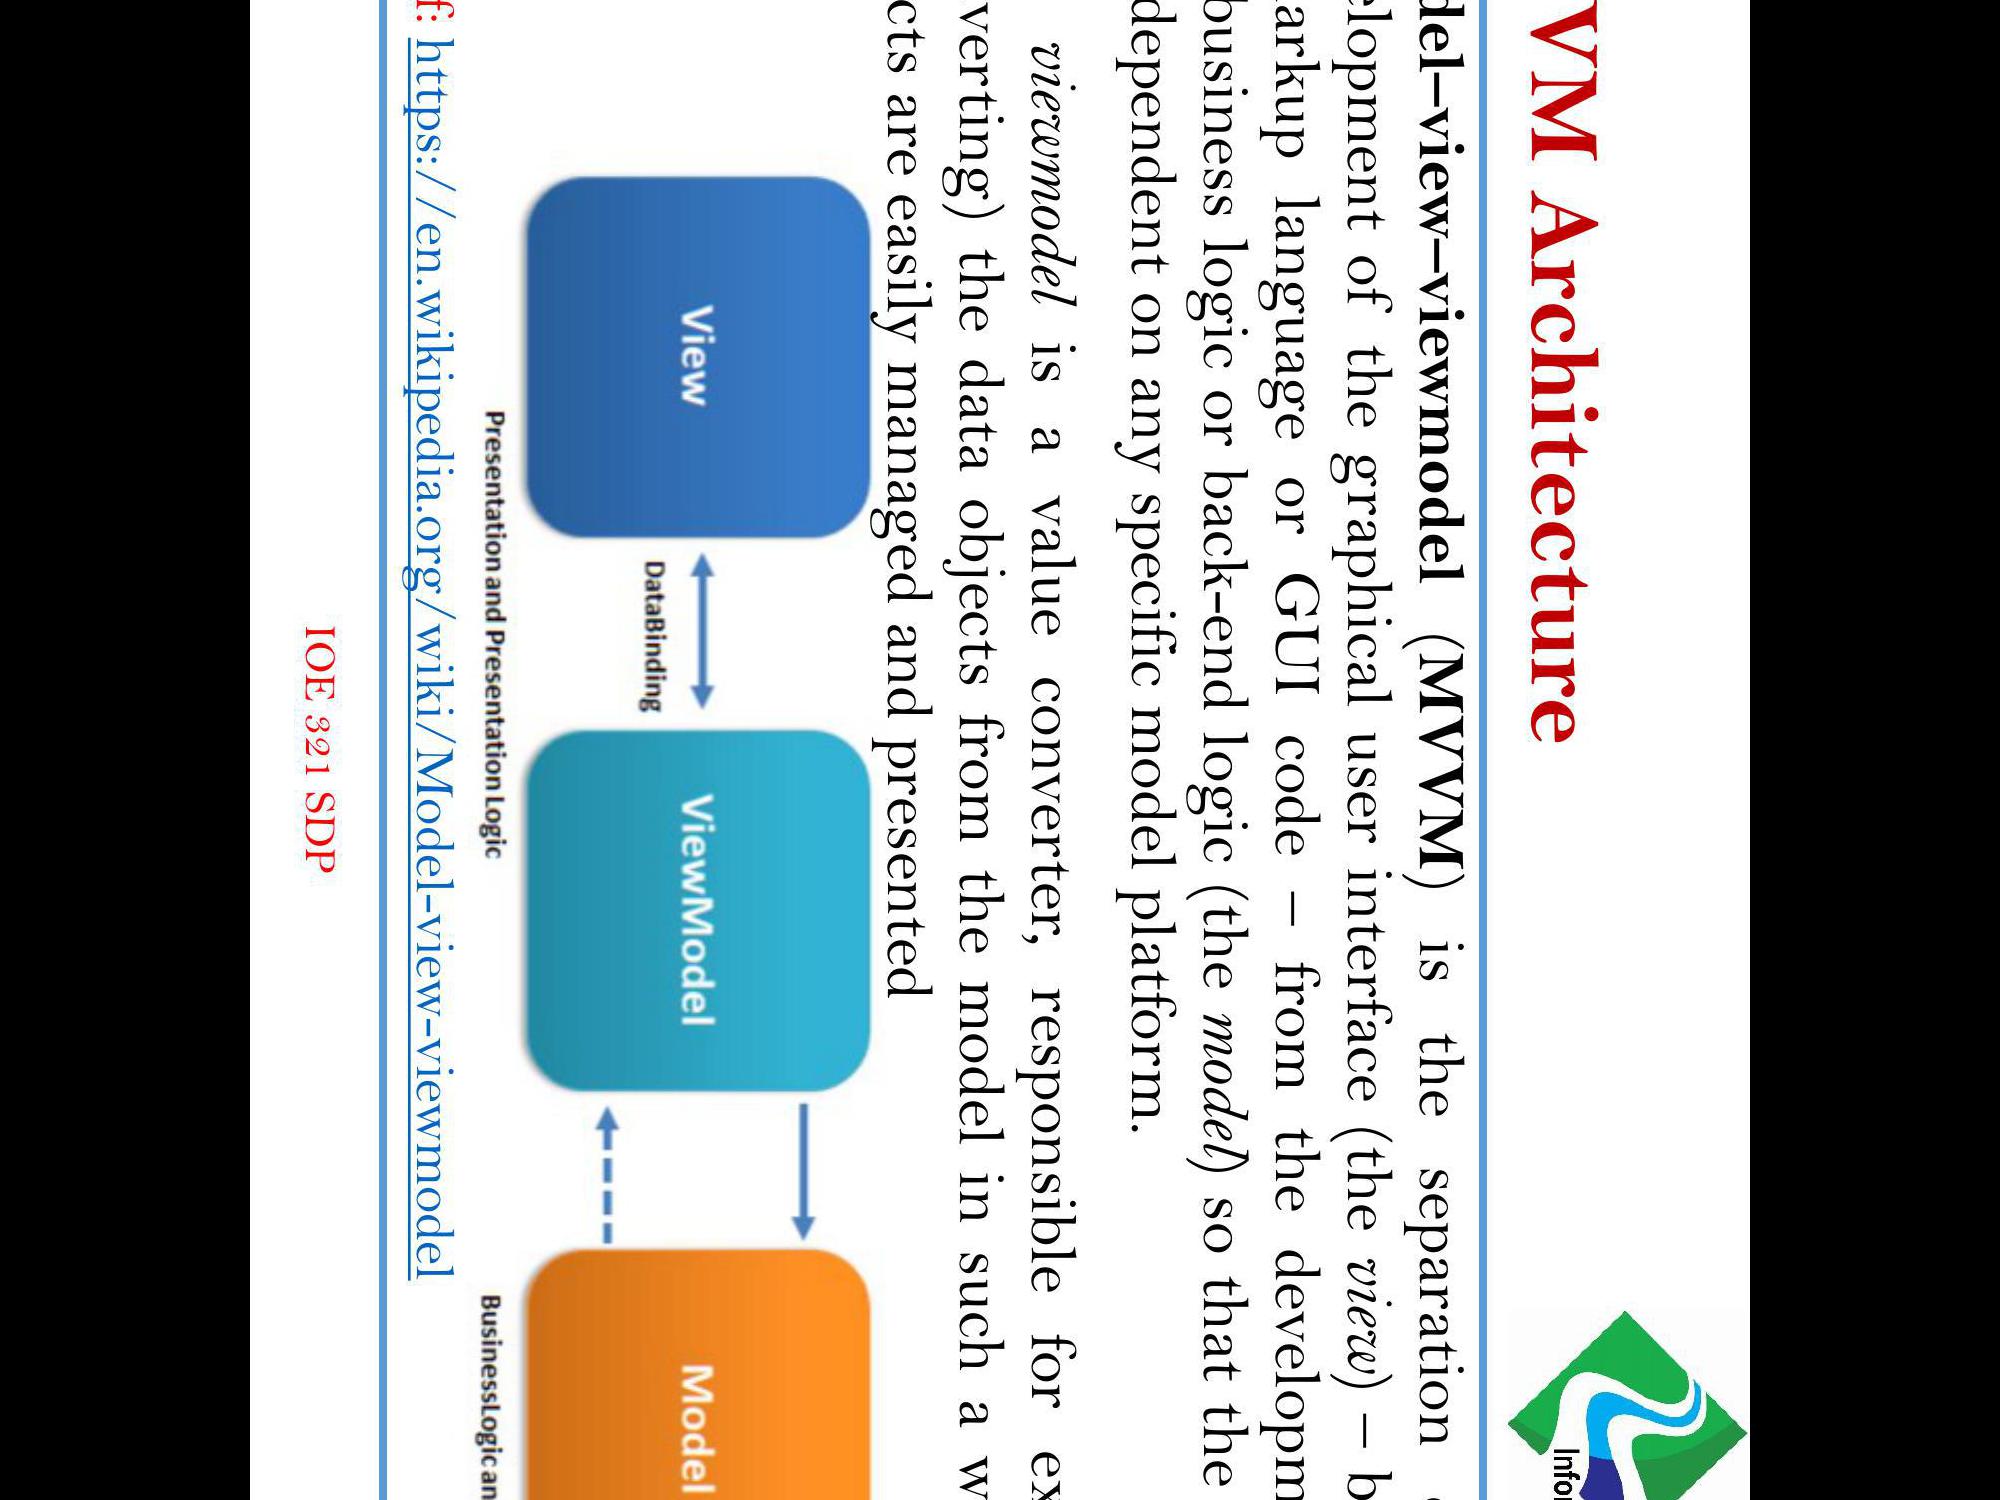 VM Architecture
del-view-viewmodel (MVVM) is the separation
elopment of the graphical user interface (the view) – b
arkup language or GUI code – from the developm
business logic or back-end logic (the model) so that the
dependent on any specific model platform.
viewmodel is a value converter, responsible for ex
verting) the data objects from the model in such a w
cts are easily managed and presented
View
DataBinding
ViewModel
Model
Presentation and Presentation Logic
BusinessLogic an
f: https://en.wikipedia.org/wiki/Model-view-viewmodel
IOE 321 SDP
Infor